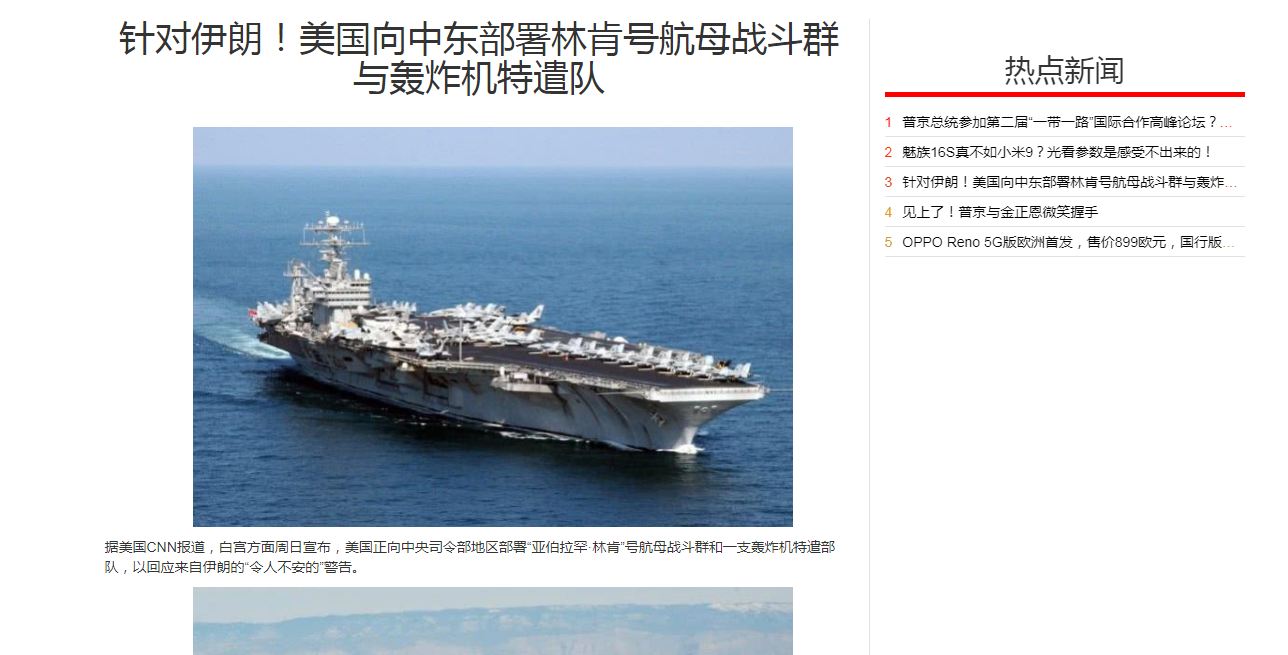 针对伊朗！美国向中东部署林肯号航母战斗群
与轰炸机特遣队
据美国CNN报道，白宫方面周日宣布，美国正向中央司令部地区部署“亚伯拉罕·林肯”号航母战斗群和一支轰炸机特遣部
队，以回应来自伊朗的“令人不安的”警告。
热点新闻
1 普京总统参加第二届“一带一路”国际合作高峰论坛？...
2 魅族16S真不如小米9？光看参数是感受不出来的！
3 针对伊朗！美国向中东部署林肯号航母战斗群与轰炸...
4 见上了！普京与金正恩微笑握手
5 OPPO Reno 5G版欧洲首发，售价899欧元，国行版...